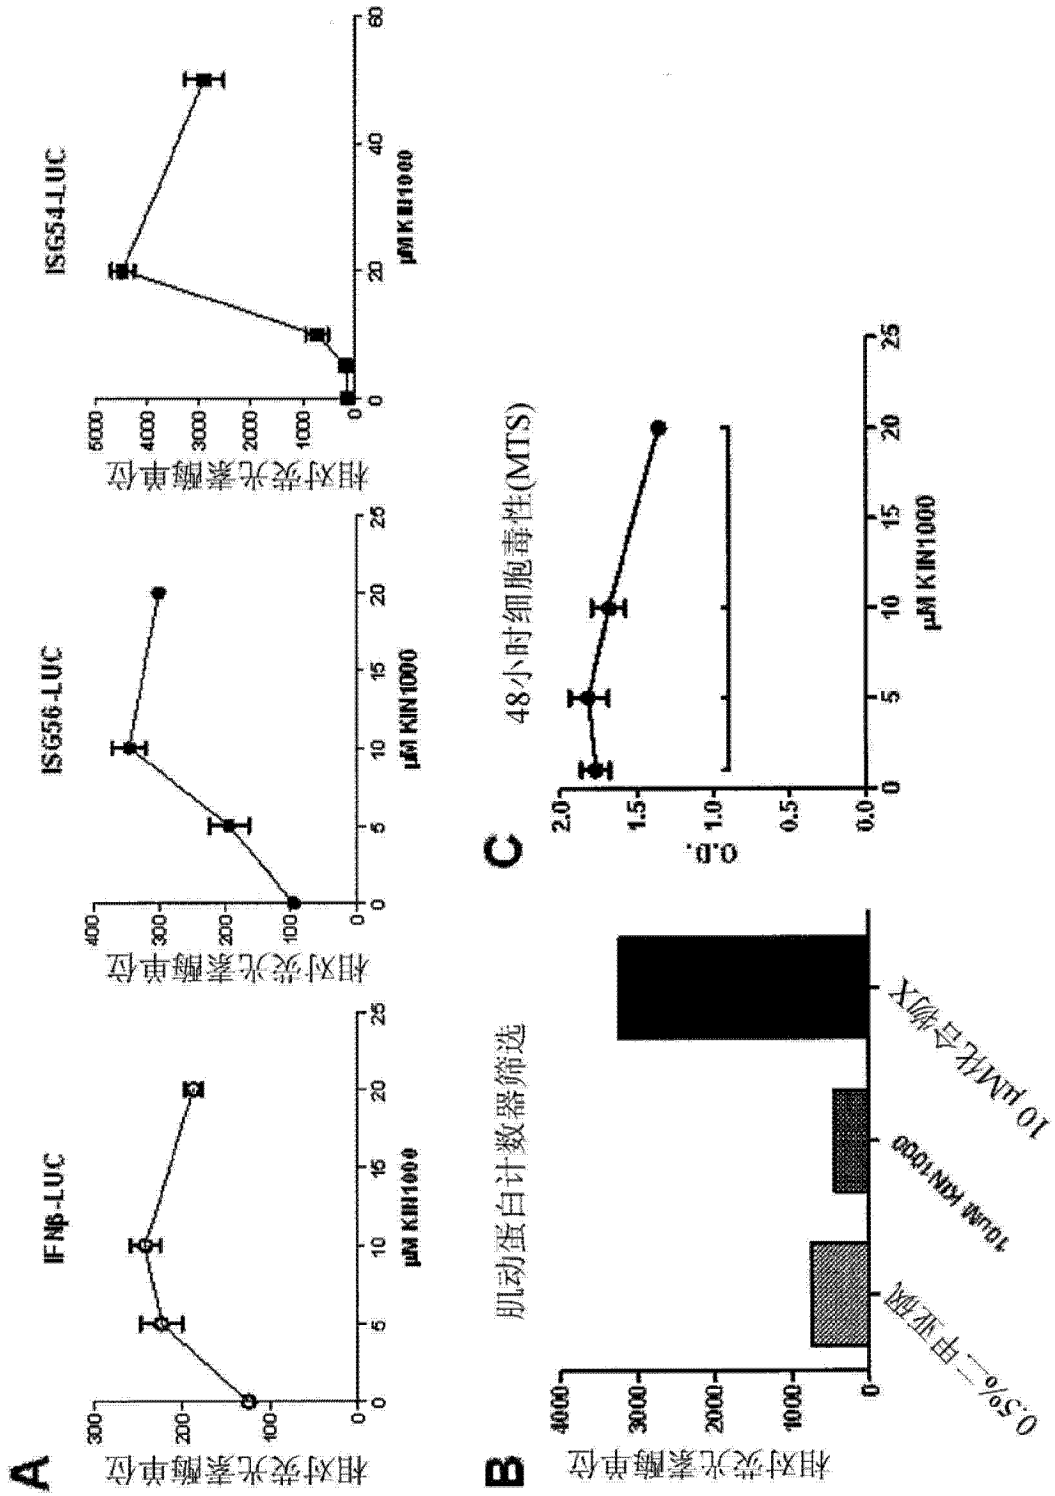 A
IFNβ-LUC
相对荧光素酶单位
300
200
100
0
0
5
10
15
20
25
µM KIN1000
ISG56-LUC
相对荧光素酶单位
400
300
200
100
0
0
5
10
15
20
25
µM KIN1000
ISG54-LUC
相对荧光素酶单位
5000
4000
3000
2000
1000
0
0
20
40
60
µM KIN1000
B
肌动蛋白计数器筛选
相对荧光素酶单位
4000
3000
2000
1000
0
0.5%二甲亚砜
10uM KIN1000
10 µM化合物X
C
48小时细胞毒性(MTS)
O.D.
2.0
1.5
1.0
0.5
0.0
0
5
10
15
20
25
µM KIN1000